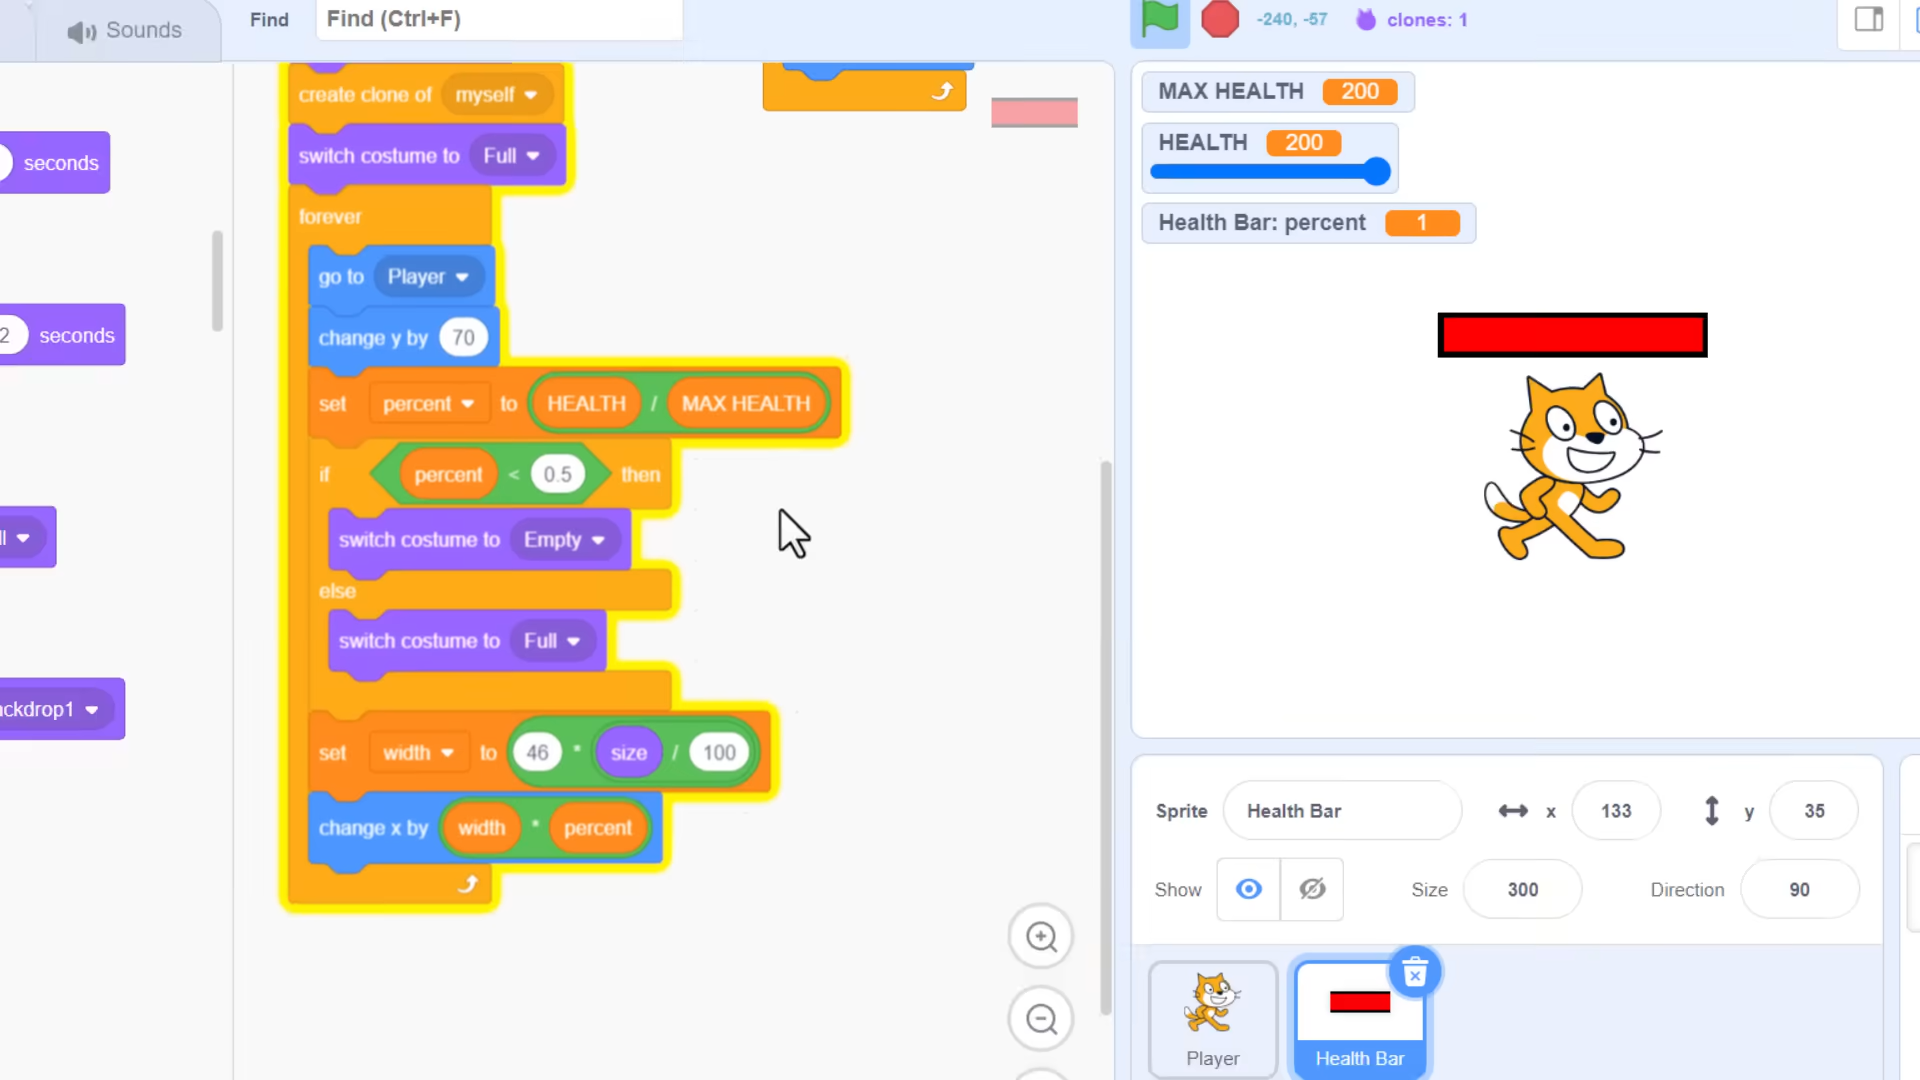 Sounds
Find
Find (Ctrl+F)
-240, -57
clones: 1
seconds
2 seconds
ll
ackdrop1
create clone of myself
switch costume to Full
forever
go to Player
change y by 70
set percent to HEALTH / MAX HEALTH
if percent < 0.5 then
switch costume to Empty
else
switch costume to Full
set width to 46 * size / 100
change x by width * percent
MAX HEALTH 200
HEALTH 200
Health Bar: percent 1
Sprite Health Bar x 133 y 35
Show Size 300 Direction 90
Player
Health Bar